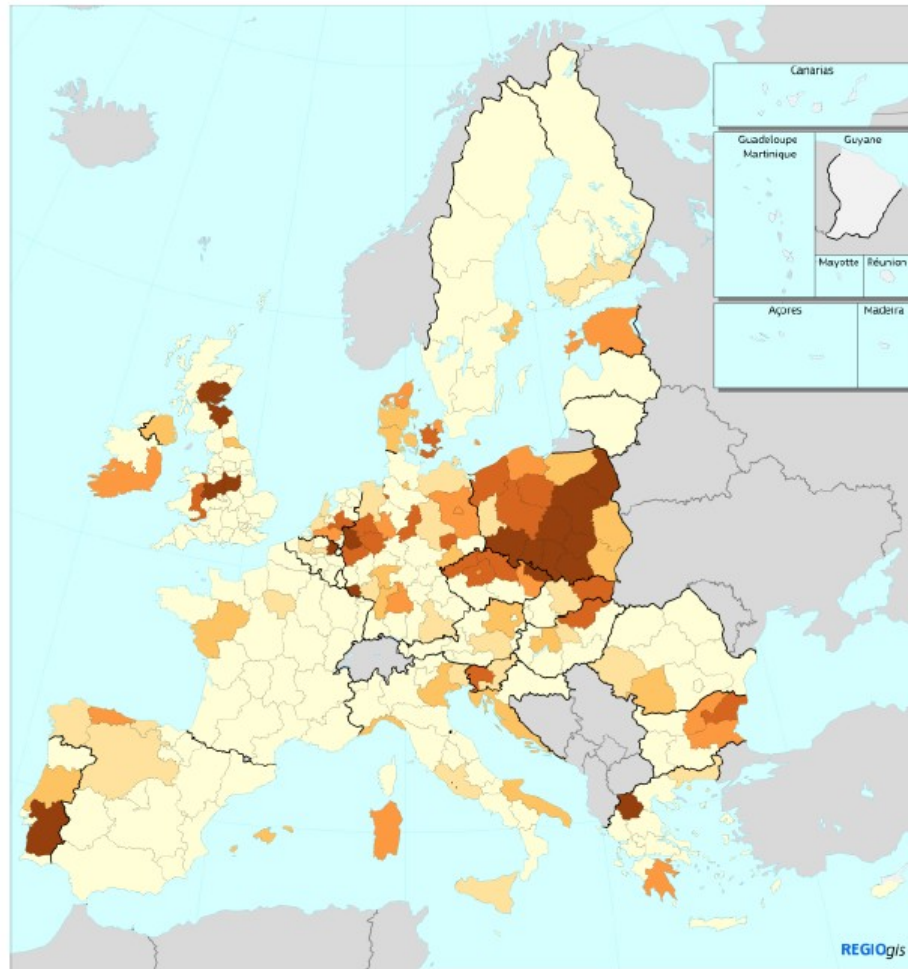 Canarias
Guadeloupe
Martinique
Guyane
Mayotte
Réunion
Açores
Madeira
REGIOgis